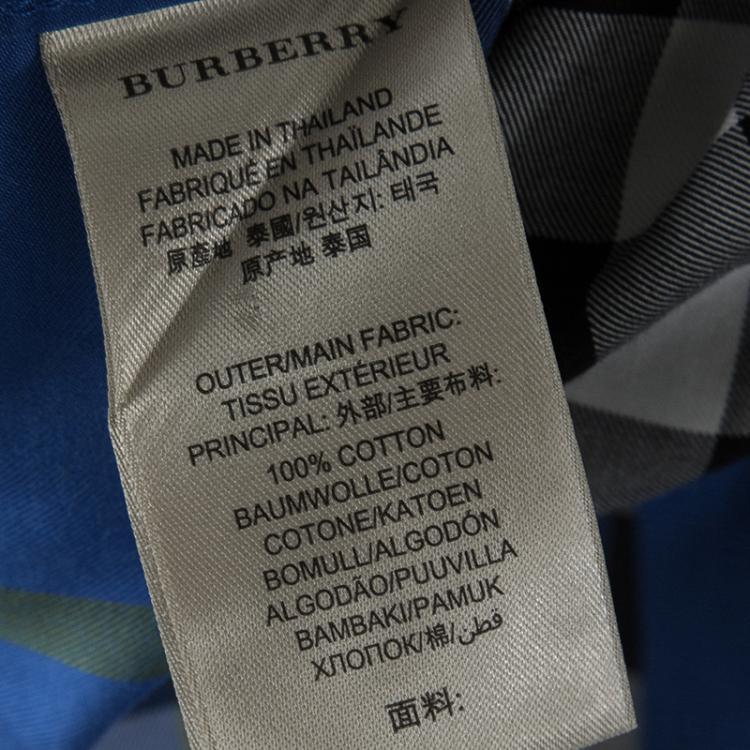 BURBERRY
MADE IN THAILAND
FABRIQUÉ EN THAÏLANDE
FABRICADO NA TAILÂNDIA
原產地 泰國/원산지: 태국
原产地 泰国
OUTER/MAIN FABRIC:
TISSU EXTÉRIEUR
PRINCIPAL: 外部/主要布料:
100% COTTON
BAUMWOLLE/COTON
COTONE/KATOEN
BOMULL/ALGODÓN
ALGODÃO/PUUVILLA
BAMBAKI/PAMUK
ХЛОПОК/棉/قطن
面料: